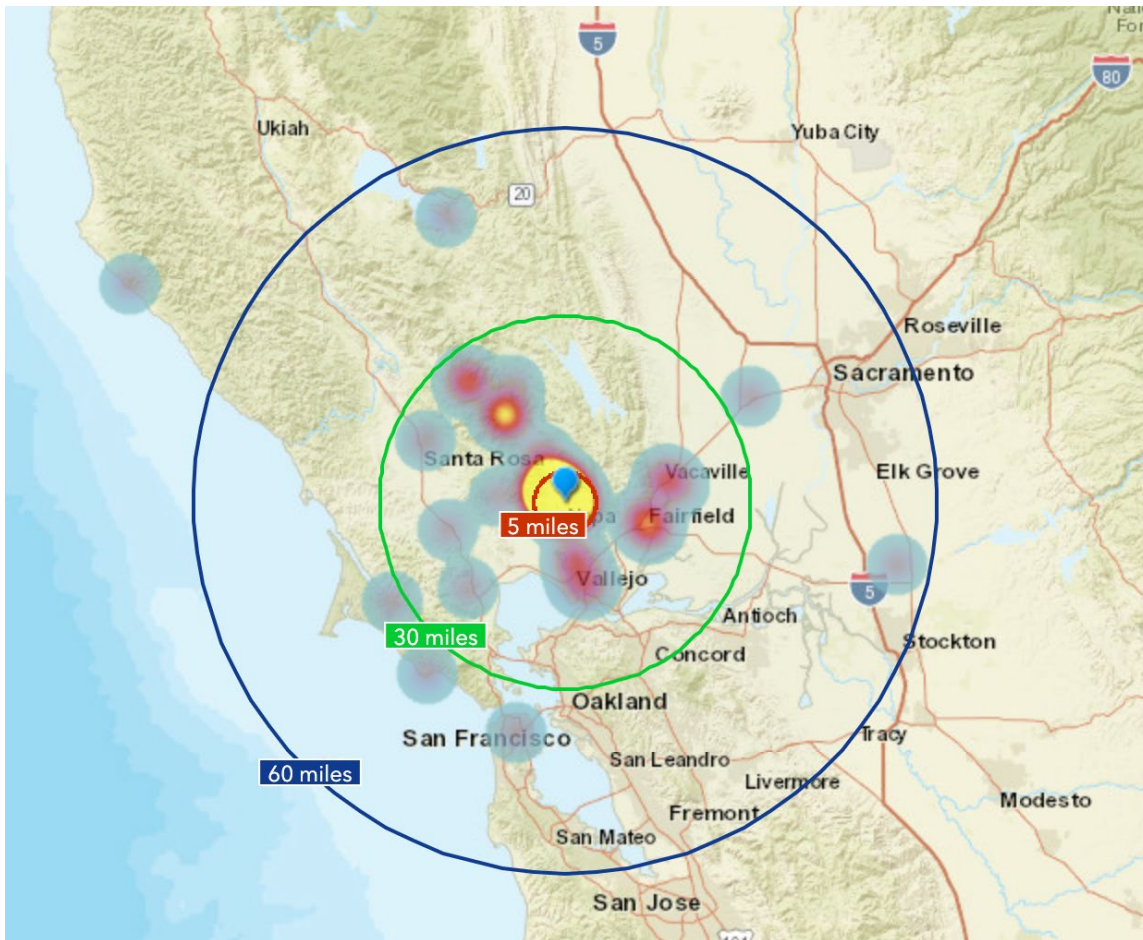 5
80
Ukiah
Yuba City
20
Roseville
Sacramento
Santa Rosa
Vacaville
Elk Grove
5 miles
Fairfield
Vallejo
5
Antioch
30 miles
Concord
Stockton
Oakland
San Francisco
Tracy
San Leandro
60 miles
Livermore
Modesto
Fremont
San Mateo
San Jose